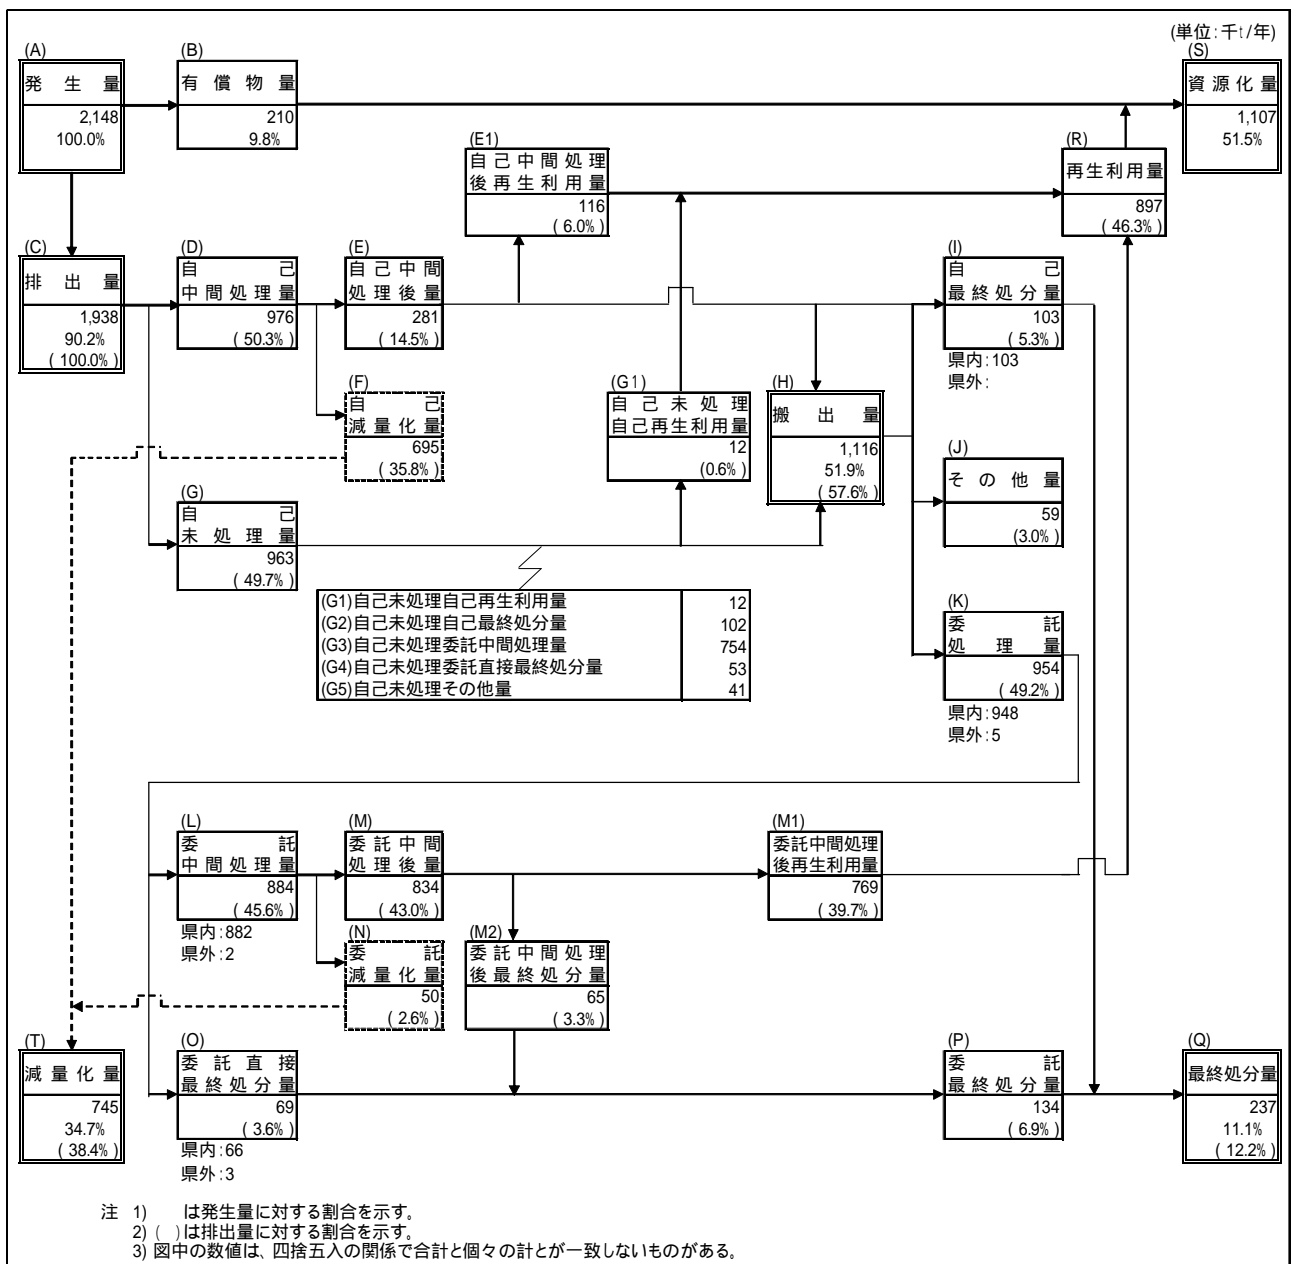 (単位:千t/年)
(A)
発生量
2,148
100.0%
(B)
有償物量
210
9.8%
(S)
資源化量
1,107
51.5%
(E1)
自己中間処理
後再生利用量
116
(6.0%)
(R)
再生利用量
897
(46.3%)
(C)
排出量
1,938
90.2%
(100.0%)
(D)
自己
中間処理量
976
(50.3%)
(E)
自己中間
処理後量
281
(14.5%)
(I)
自己
最終処分量
103
(5.3%)
県内:103
県外:
(F)
自己
減量化量
695
(35.8%)
(G1)
自己未処理
自己再生利用量
12
(0.6%)
(H)
搬出量
1,116
51.9%
(57.6%)
(J)
その他量
59
(3.0%)
(G)
自己
未処理量
963
(49.7%)
(G1)自己未処理自己再生利用量 12
(G2)自己未処理自己最終処分量 102
(G3)自己未処理委託中間処理量 754
(G4)自己未処理委託直接最終処分量 53
(G5)自己未処理その他量 41
(K)
委託
処理量
954
(49.2%)
県内:948
県外:5
(L)
委託
中間処理量
884
(45.6%)
県内:882
県外:2
(M)
委託中間
処理後量
834
(43.0%)
(M1)
委託中間処理
後再生利用量
769
(39.7%)
(N)
委託
減量化量
50
(2.6%)
(M2)
委託中間処理
後最終処分量
65
(3.3%)
(T)
減量化量
745
34.7%
(38.4%)
(O)
委託直接
最終処分量
69
(3.6%)
県内:66
県外:3
(P)
委託
最終処分量
134
(6.9%)
(Q)
最終処分量
237
11.1%
(12.2%)
注 1) は発生量に対する割合を示す。
2) ( )は排出量に対する割合を示す。
3) 図中の数値は、四捨五入の関係で合計と個々の計とが一致しないものがある。